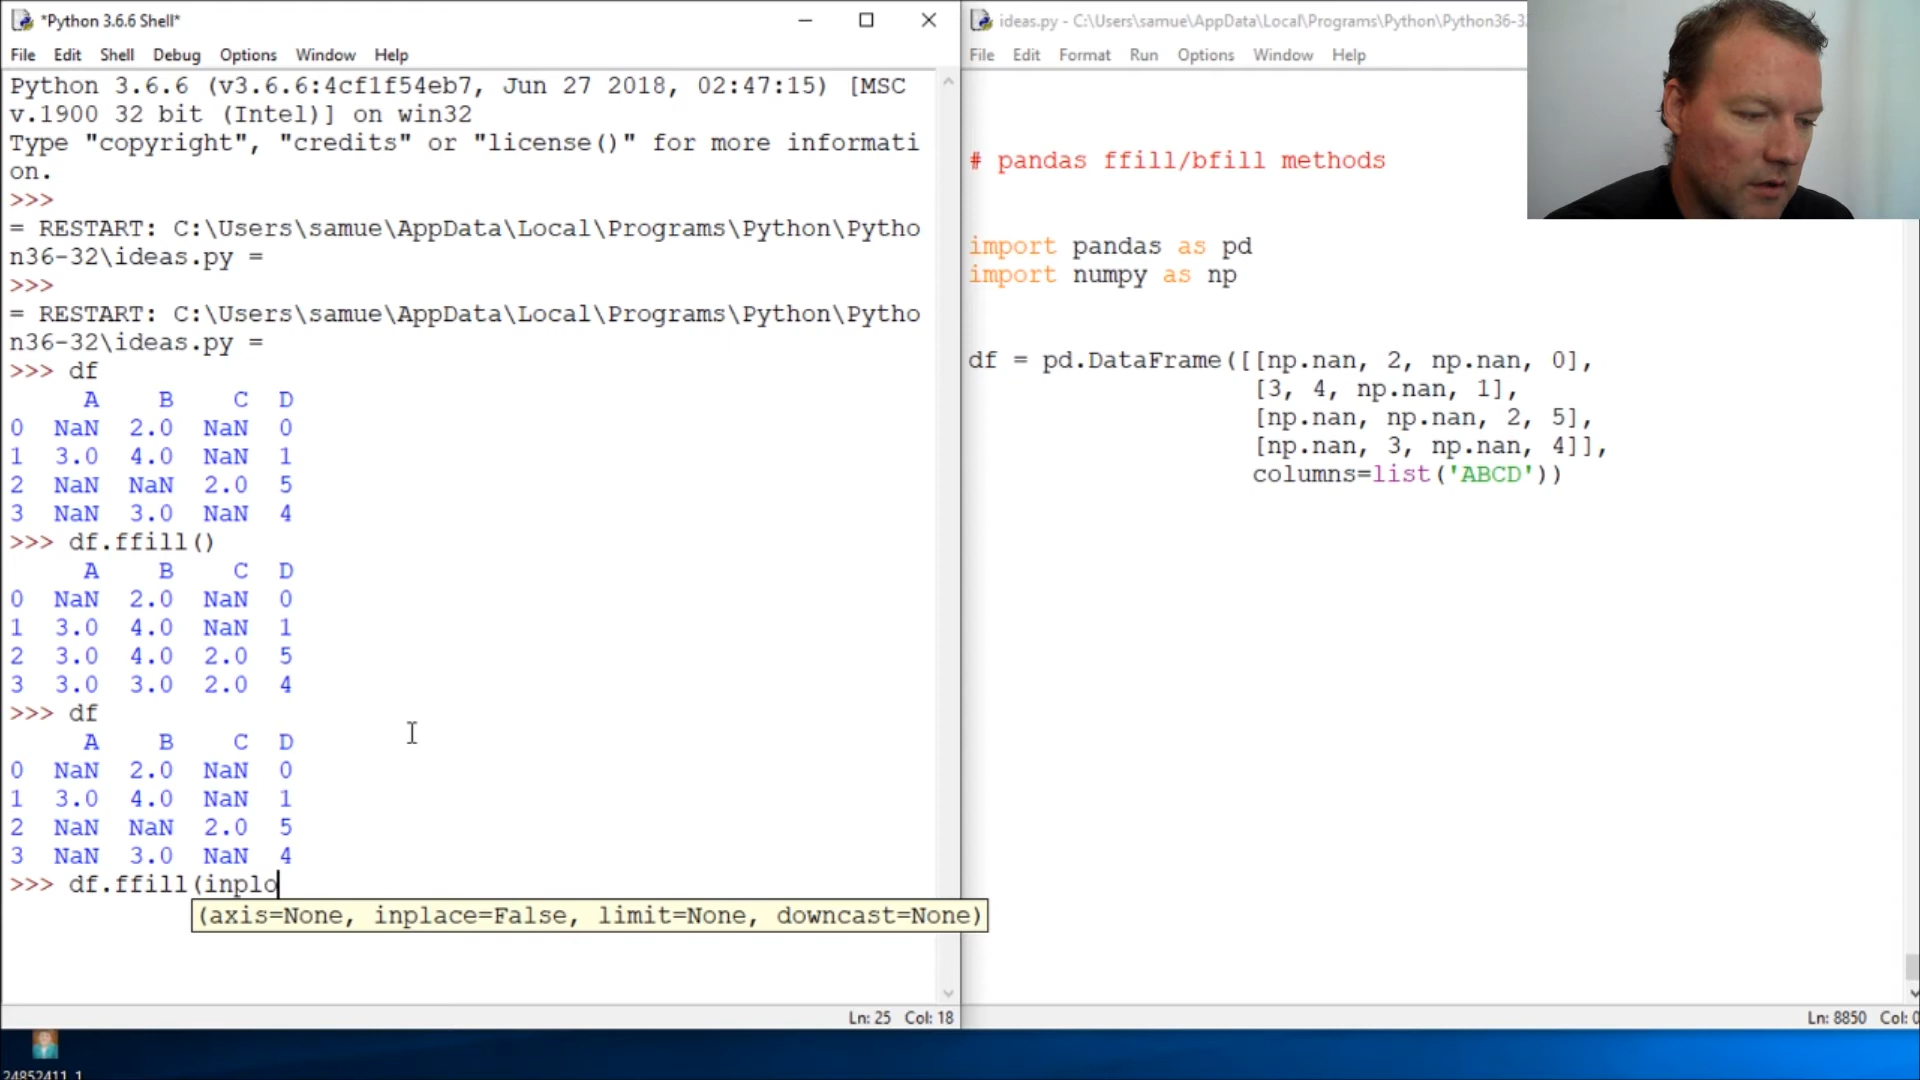 *Python 3.6.6 Shell*
File Edit Shell Debug Options Window Help
Python 3.6.6 (v3.6.6:4cf1f54eb7, Jun 27 2018, 02:47:15) [MSC
v.1900 32 bit (Intel)] on win32
Type "copyright", "credits" or "license()" for more informati
on.
>>>
= RESTART: C:\Users\samue\AppData\Local\Programs\Python\Pytho
n36-32\ideas.py =
>>>
= RESTART: C:\Users\samue\AppData\Local\Programs\Python\Pytho
n36-32\ideas.py =
>>> df
A B C D
0 NaN 2.0 NaN 0
1 3.0 4.0 NaN 1
2 NaN NaN 2.0 5
3 NaN 3.0 NaN 4
>>> df.ffill()
A B C D
0 NaN 2.0 NaN 0
1 3.0 4.0 NaN 1
2 3.0 4.0 2.0 5
3 3.0 3.0 2.0 4
>>> df
A B C D
0 NaN 2.0 NaN 0
1 3.0 4.0 NaN 1
2 NaN NaN 2.0 5
3 NaN 3.0 NaN 4
>>> df.ffill(inplo
(axis=None, inplace=False, limit=None, downcast=None)
Ln: 25 Col: 18
ideas.py - C:\Users\samue\AppData\Local\Programs\Python\Python36-3
File Edit Format Run Options Window Help
# pandas ffill/bfill methods
import pandas as pd
import numpy as np
df = pd.DataFrame([[np.nan, 2, np.nan, 0],
[3, 4, np.nan, 1],
[np.nan, np.nan, 2, 5],
[np.nan, 3, np.nan, 4]],
columns=list('ABCD'))
Ln: 8850 Col: 0
24852411_1